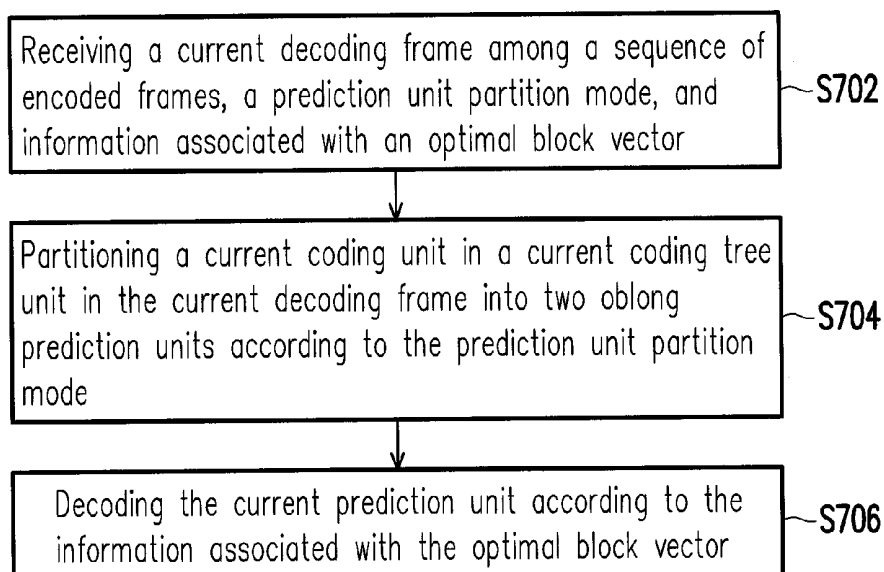 Receiving a current decoding frame among a sequence of
encoded frames, a prediction unit partition mode, and
information associated with an optimal block vector
S702
Partitioning a current coding unit in a current coding tree
unit in the current decoding frame into two oblong
prediction units according to the prediction unit partition
mode
S704
Decoding the current prediction unit according to the
information associated with the optimal block vector
S706